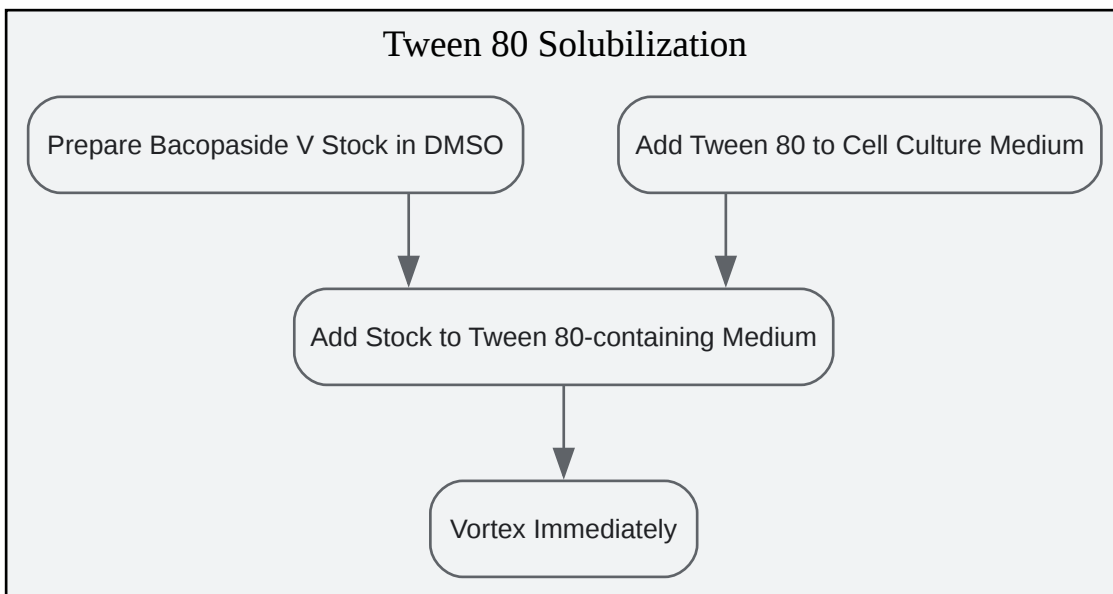 Tween 80 Solubilization
Prepare Bacopaside V Stock in DMSO
Add Tween 80 to Cell Culture Medium
Add Stock to Tween 80-containing Medium
Vortex Immediately